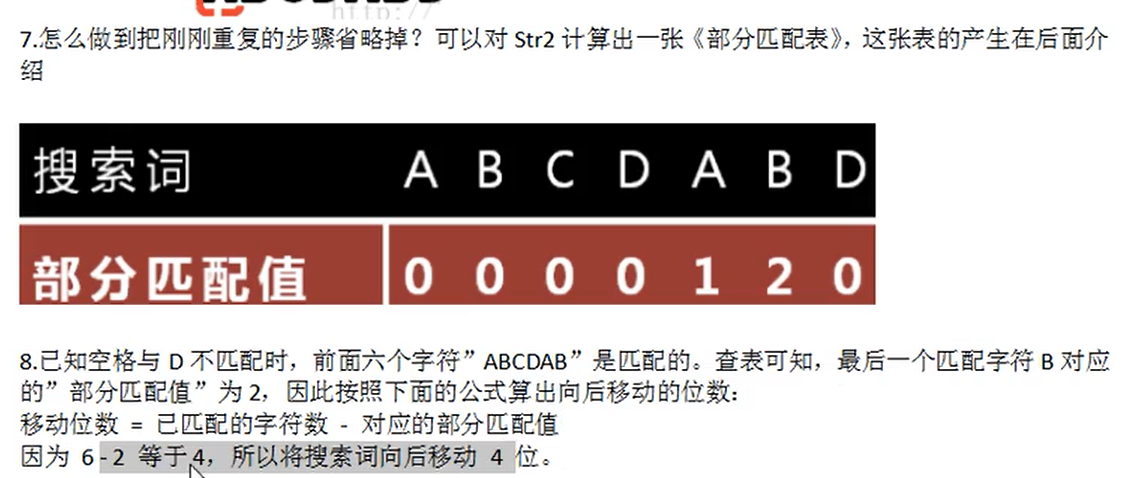 http://
7.怎么做到把刚刚重复的步骤省略掉？可以对 Str2 计算出一张《部分匹配表》，这张表的产生在后面介
绍
搜索词 A B C D A B D
部分匹配值 0 0 0 0 1 2 0
8.已知空格与 D 不匹配时，前面六个字符”ABCDAB”是匹配的。查表可知，最后一个匹配字符 B 对应
的”部分匹配值”为 2，因此按照下面的公式算出向后移动的位数：
移动位数 = 已匹配的字符数 - 对应的部分匹配值
因为 6 - 2 等于 4，所以将搜索词向后移动 4 位。